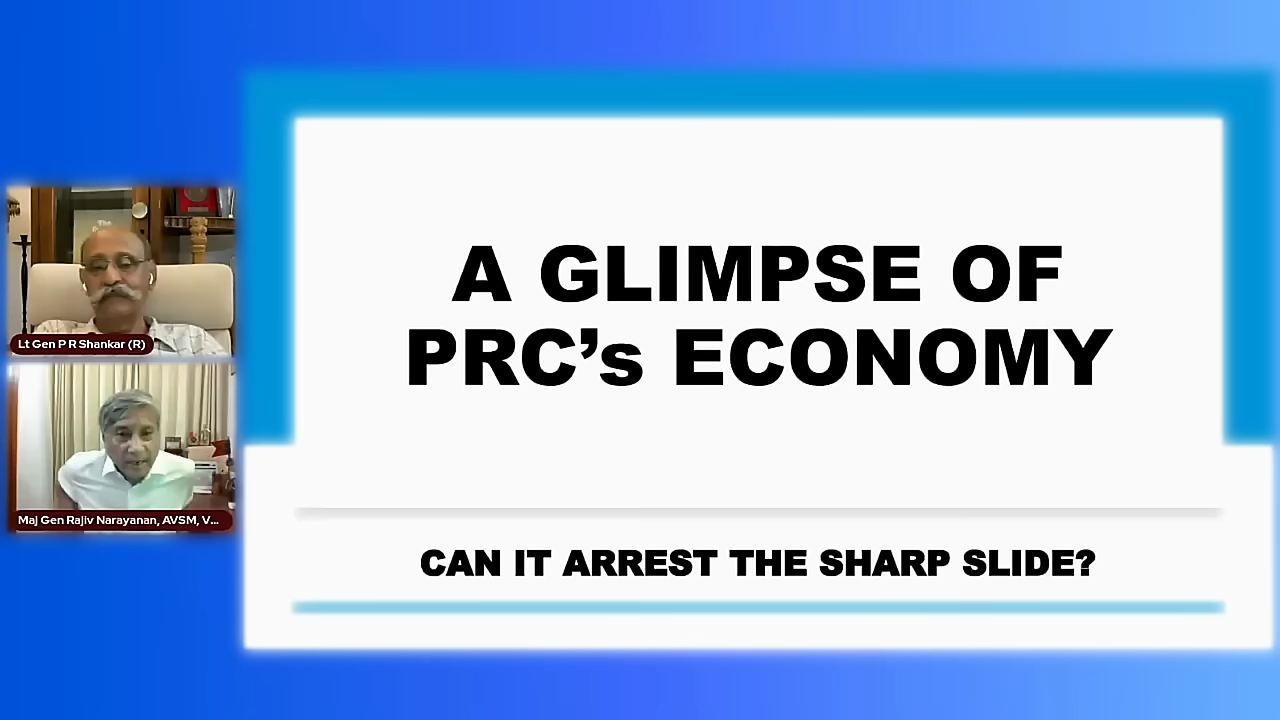 Lt Gen P R Shankar (R)
Maj Gen Rajiv Narayanan, AVSM, V...
A GLIMPSE OF
PRC's ECONOMY
CAN IT ARREST THE SHARP SLIDE?